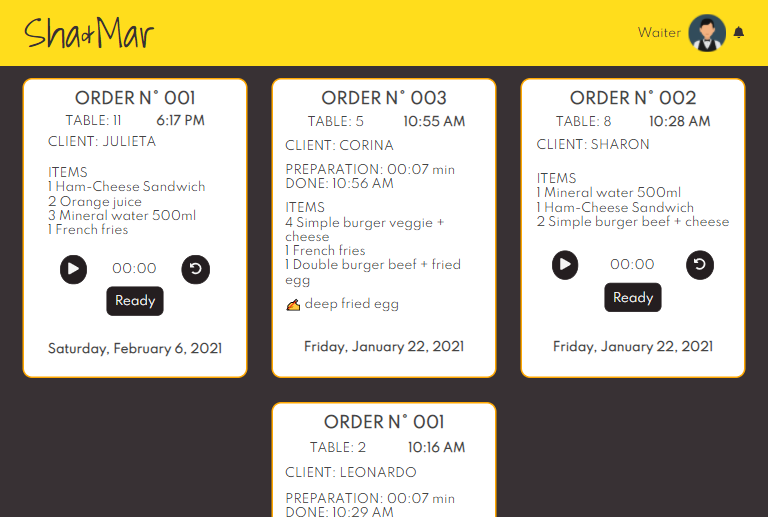 Sha&Mar
Waiter
ORDER N° 001
TABLE: 11 6:17 PM
CLIENT: JULIETA
ITEMS
1 Ham-Cheese Sandwich
2 Orange juice
3 Mineral water 500ml
1 French fries
00:00
Ready
Saturday, February 6, 2021
ORDER N° 003
TABLE: 5 10:55 AM
CLIENT: CORINA
PREPARATION: 00:07 min
DONE: 10:56 AM
ITEMS
4 Simple burger veggie +
cheese
1 French fries
1 Double burger beef + fried
egg
✍ deep fried egg
Friday, January 22, 2021
ORDER N° 002
TABLE: 8 10:28 AM
CLIENT: SHARON
ITEMS
1 Mineral water 500ml
1 Ham-Cheese Sandwich
2 Simple burger beef + cheese
00:00
Ready
Friday, January 22, 2021
ORDER N° 001
TABLE: 2 10:16 AM
CLIENT: LEONARDO
PREPARATION: 00:07 min
DONE: 10:29 AM